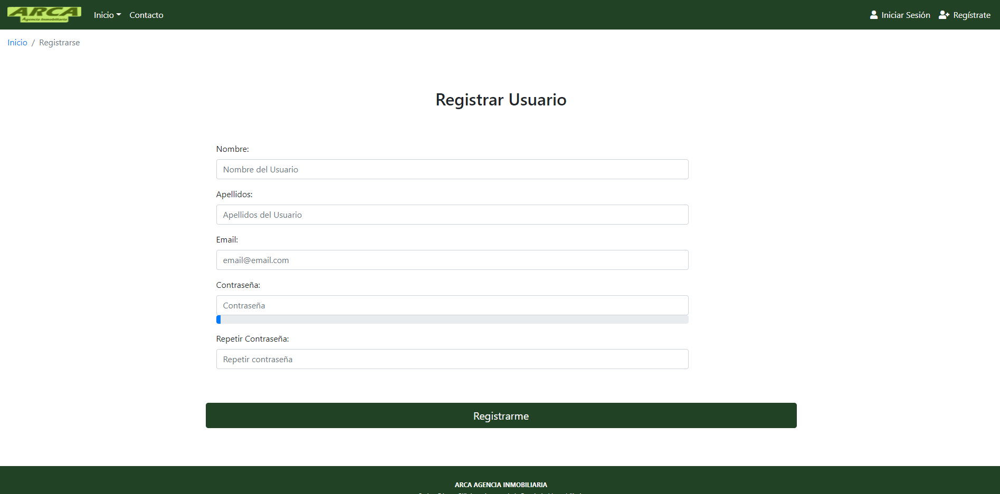 ARCA
Agencia Inmobiliaria
Inicio
Contacto
Iniciar Sesión
Regístrate
Inicio / Registrarse
Registrar Usuario
Nombre:
Nombre del Usuario
Apellidos:
Apellidos del Usuario
Email:
email@email.com
Contraseña:
Contraseña
Repetir Contraseña:
Repetir contraseña
Registrarme
ARCA AGENCIA INMOBILIARIA